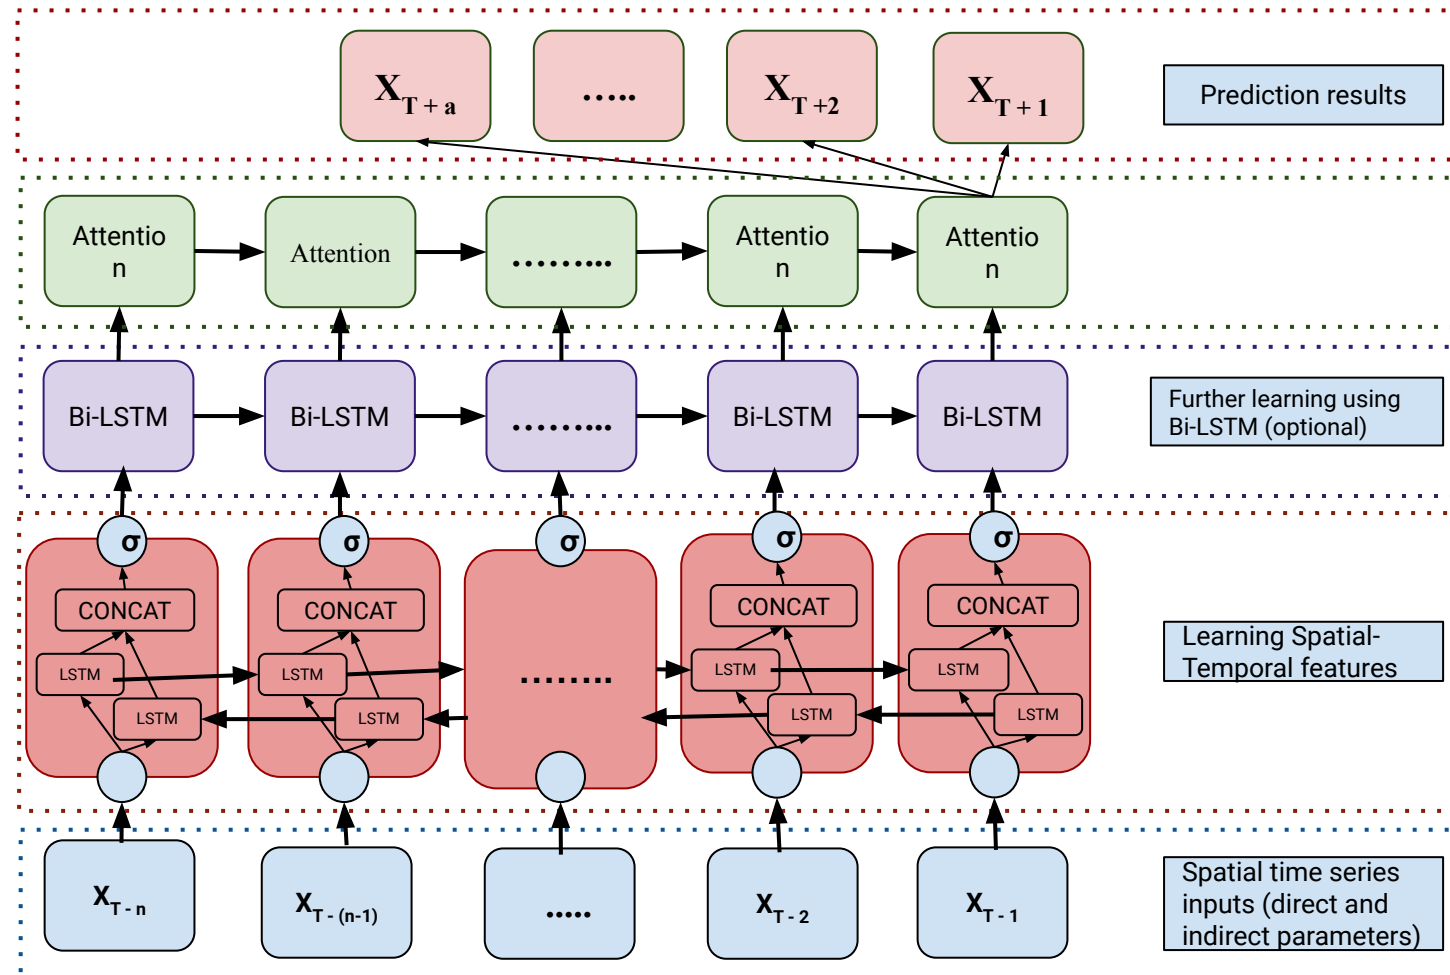 X T + a
.....
X T +2
X T + 1
Prediction results
Attentio
n
Attention
.........
Attentio
n
Attentio
n
Bi-LSTM
Bi-LSTM
.........
Bi-LSTM
Bi-LSTM
Further learning using
Bi-LSTM (optional)
σ
σ
σ
σ
σ
CONCAT
CONCAT
CONCAT
CONCAT
LSTM
LSTM
........
LSTM
LSTM
LSTM
LSTM
LSTM
LSTM
Learning Spatial-
Temporal features
X T - n
X T - (n-1)
.....
X T - 2
X T - 1
Spatial time series
inputs (direct and
indirect parameters)